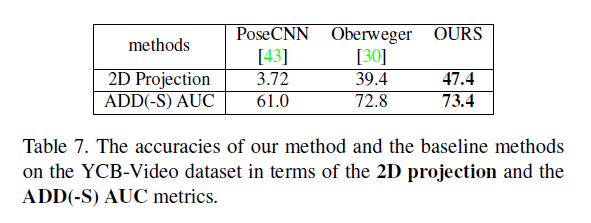 methods PoseCNN Oberweger OURS
[43] [30]
2D Projection 3.72 39.4 47.4
ADD(-S) AUC 61.0 72.8 73.4
Table 7. The accuracies of our method and the baseline methods
on the YCB-Video dataset in terms of the 2D projection and the
ADD(-S) AUC metrics.